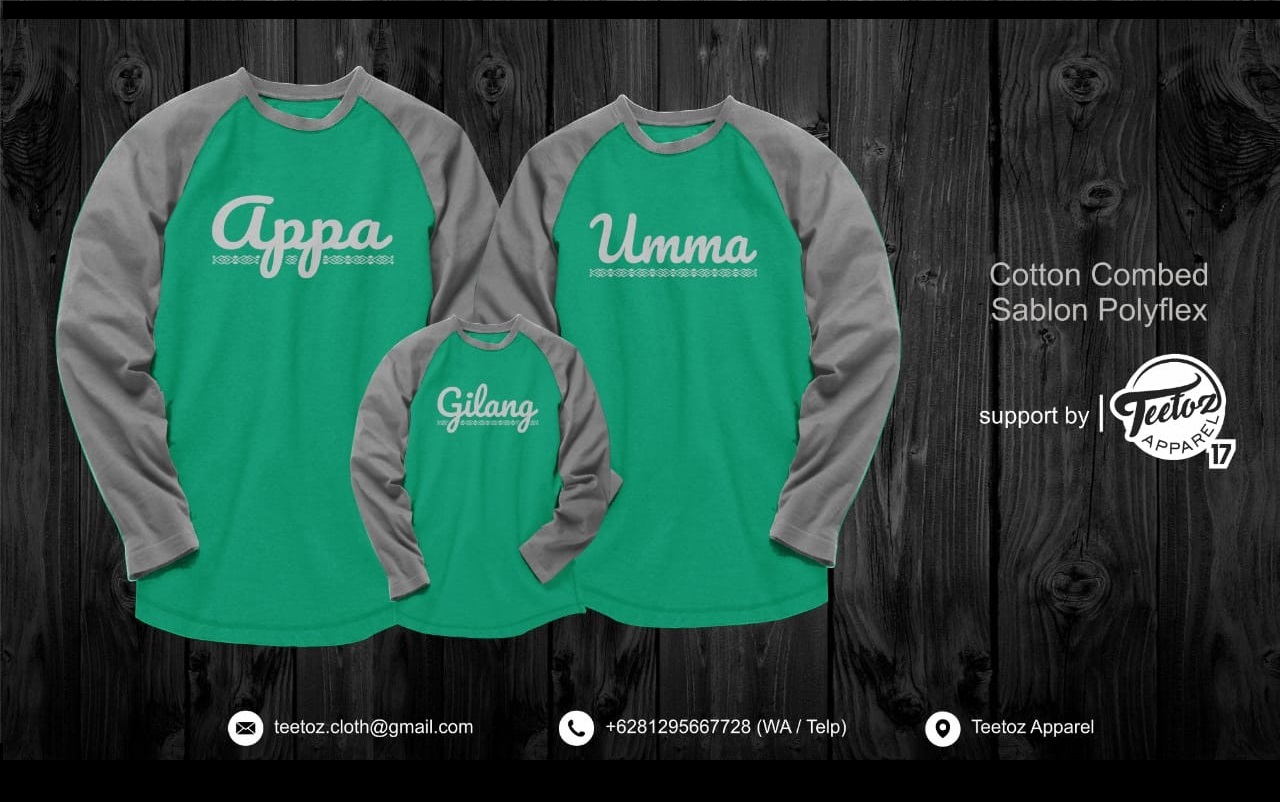 Appa
Umma
Gilang
Cotton Combed
Sablon Polyflex
support by
Teetoz
APPAREL
17
teetoz.cloth@gmail.com
+6281295667728 (WA / Telp)
Teetoz Apparel